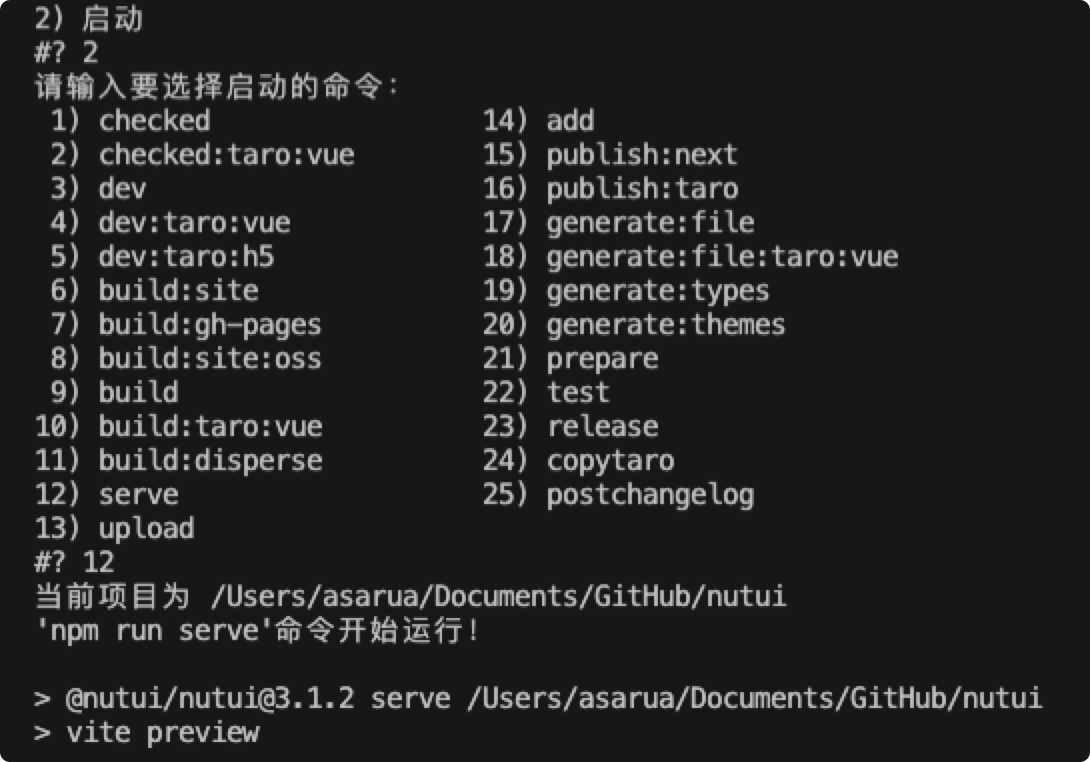 2) 启动
#? 2
请输入要选择启动的命令：
 1) checked                 14) add
 2) checked:taro:vue        15) publish:next
 3) dev                     16) publish:taro
 4) dev:taro:vue            17) generate:file
 5) dev:taro:h5             18) generate:file:taro:vue
 6) build:site              19) generate:types
 7) build:gh-pages          20) generate:themes
 8) build:site:oss          21) prepare
 9) build                   22) test
10) build:taro:vue          23) release
11) build:disperse          24) copytaro
12) serve                   25) postchangelog
13) upload
#? 12
当前项目为 /Users/asarua/Documents/GitHub/nutui
'npm run serve'命令开始运行！
> @nutui/nutui@3.1.2 serve /Users/asarua/Documents/GitHub/nutui
> vite preview